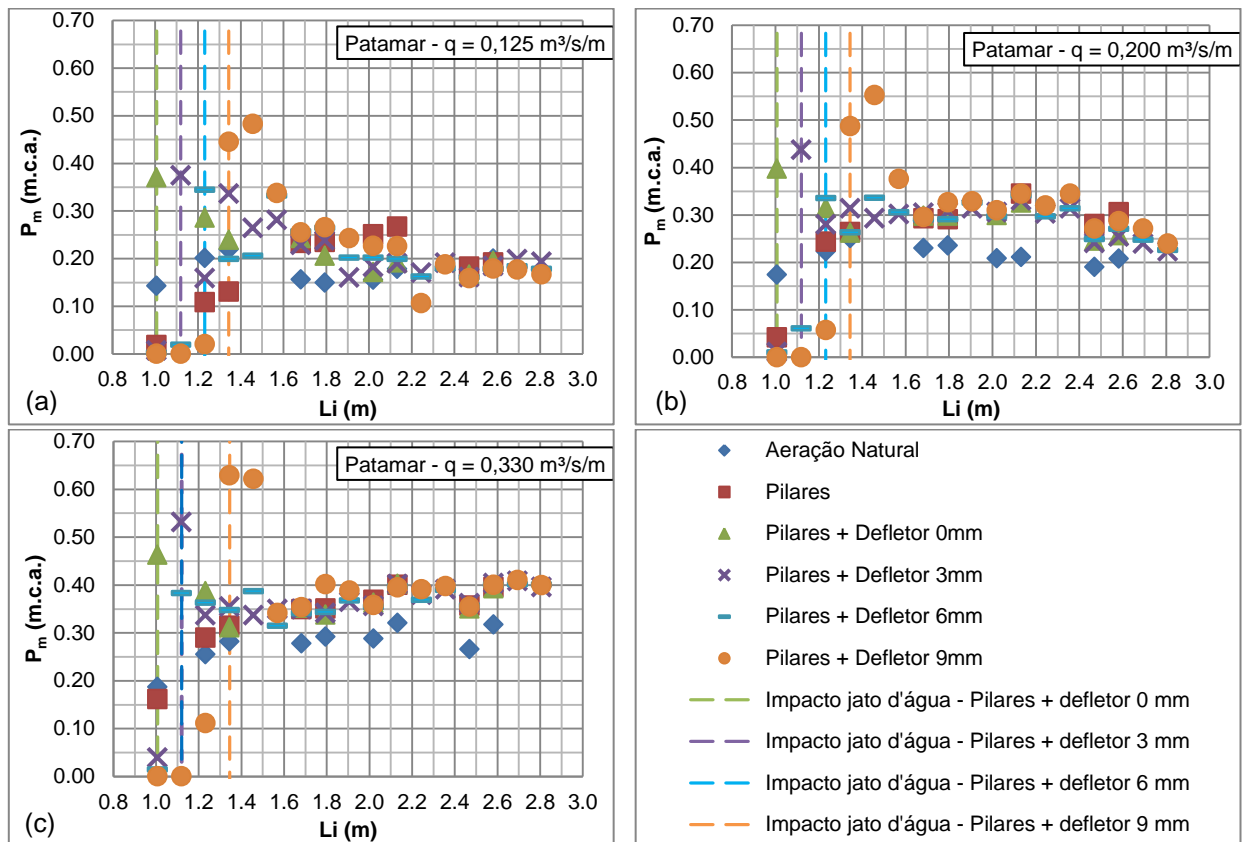 Patamar - q = 0,125 m³/s/m
P_m (m.c.a.)
0.70
0.60
0.50
0.40
0.30
0.20
0.10
0.00
0.8 1.0 1.2 1.4 1.6 1.8 2.0 2.2 2.4 2.6 2.8 3.0
(a)
Li (m)
Patamar - q = 0,200 m³/s/m
P_m (m.c.a.)
0.70
0.60
0.50
0.40
0.30
0.20
0.10
0.00
0.8 1.0 1.2 1.4 1.6 1.8 2.0 2.2 2.4 2.6 2.8 3.0
(b)
Li (m)
Patamar - q = 0,330 m³/s/m
P_m (m.c.a.)
0.70
0.60
0.50
0.40
0.30
0.20
0.10
0.00
0.8 1.0 1.2 1.4 1.6 1.8 2.0 2.2 2.4 2.6 2.8 3.0
(c)
Li (m)
Aeração Natural
Pilares
Pilares + Defletor 0mm
Pilares + Defletor 3mm
Pilares + Defletor 6mm
Pilares + Defletor 9mm
Impacto jato d'água - Pilares + defletor 0 mm
Impacto jato d'água - Pilares + defletor 3 mm
Impacto jato d'água - Pilares + defletor 6 mm
Impacto jato d'água - Pilares + defletor 9 mm